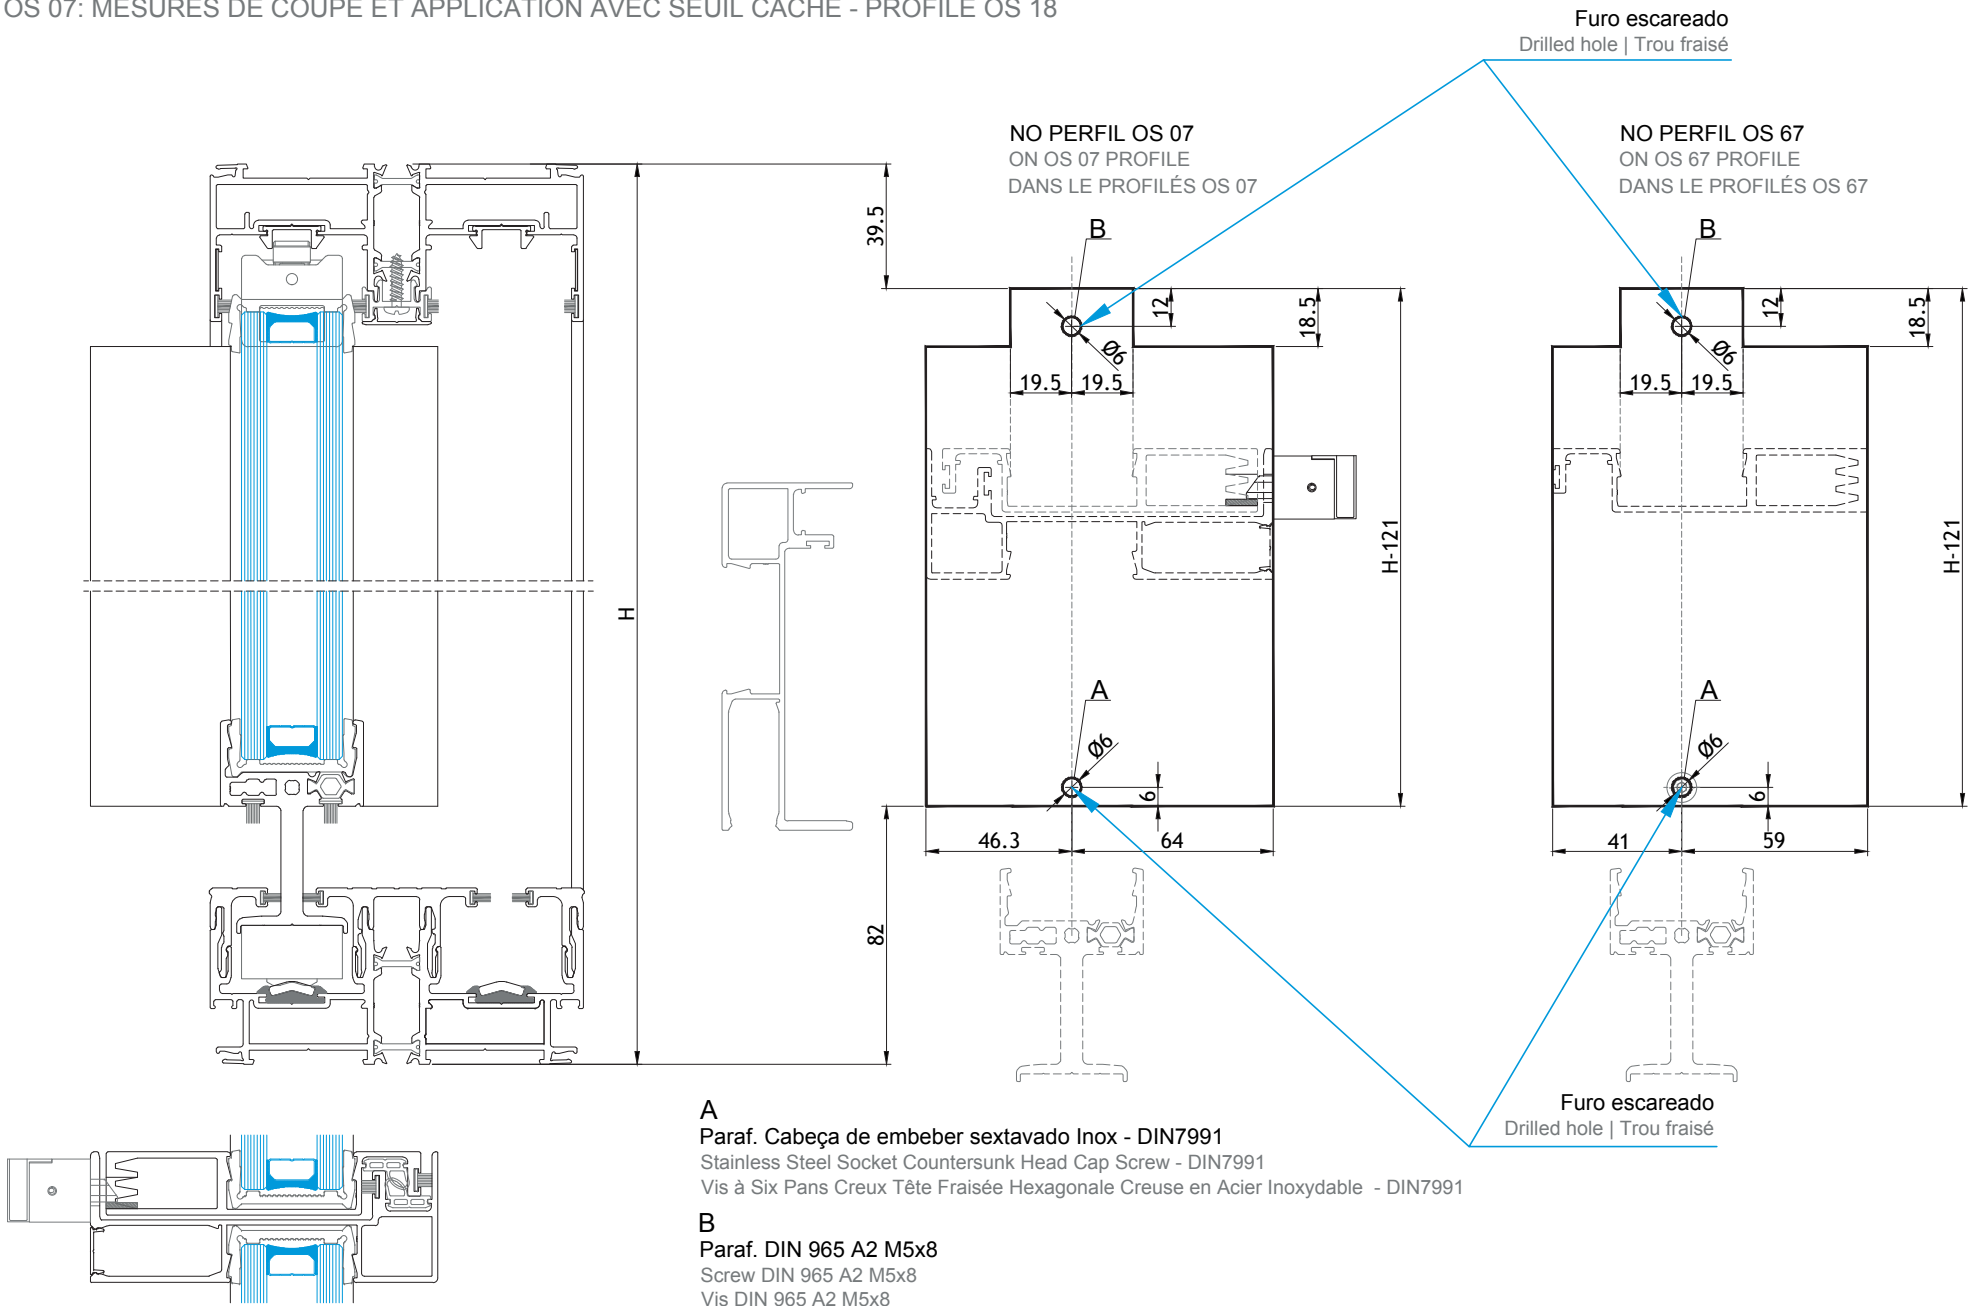 OS 07: MESURES DE COUPE ET APPLICATION AVEC SEUIL CACHÉ - PROFILÉ OS 18
Furo escareado
Drilled hole | Trou fraisé
NO PERFIL OS 07
ON OS 07 PROFILE
DANS LE PROFILÉS OS 07
NO PERFIL OS 67
ON OS 67 PROFILE
DANS LE PROFILÉS OS 67
39.5
B
12
18.5
Ø6
19.5
19.5
B
12
18.5
Ø6
19.5
19.5
H
H-121
H-121
A
Ø6
6
46.3
64
A
Ø6
6
41
59
82
Furo escareado
Drilled hole | Trou fraisé
A
Paraf. Cabeça de embeber sextavado Inox - DIN7991
Stainless Steel Socket Countersunk Head Cap Screw - DIN7991
Vis à Six Pans Creux Tête Fraisée Hexagonale Creuse en Acier Inoxydable - DIN7991
B
Paraf. DIN 965 A2 M5x8
Screw DIN 965 A2 M5x8
Vis DIN 965 A2 M5x8